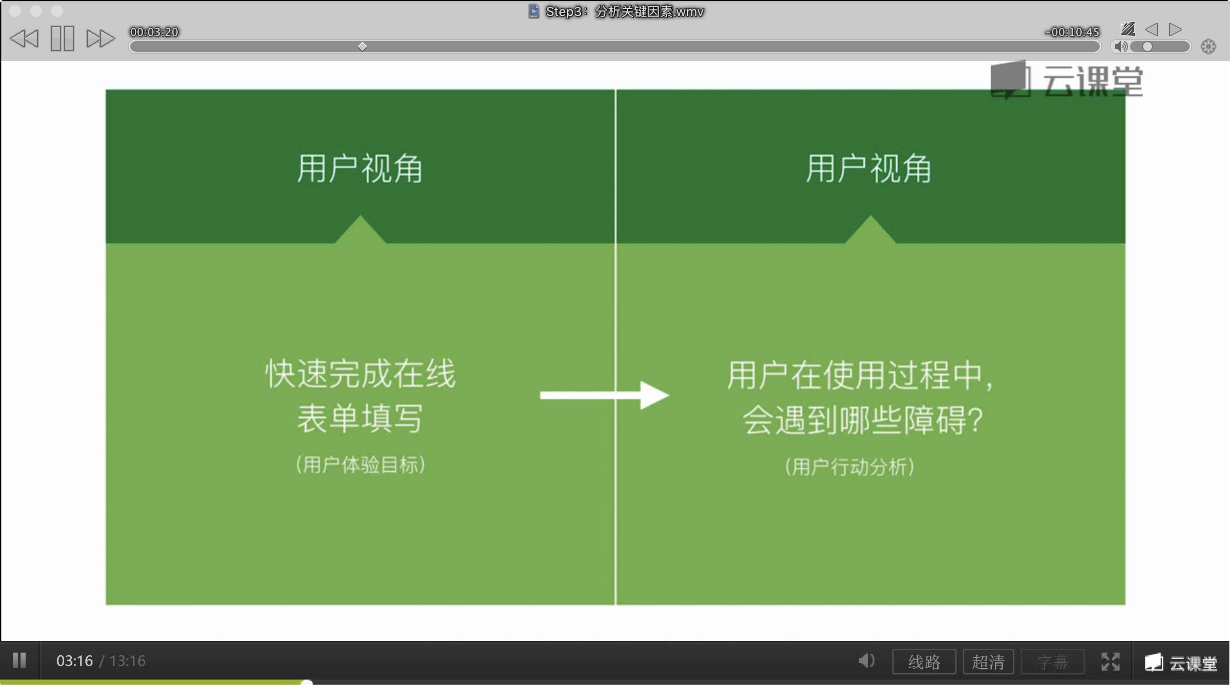 Step3：分析关键因素.wmv
00:03:20
-00:10:45
云课堂
用户视角
用户视角
快速完成在线
表单填写
(用户体验目标)
用户在使用过程中,
会遇到哪些障碍?
(用户行动分析)
03:16 / 13:16
线路
超清
字幕
云课堂